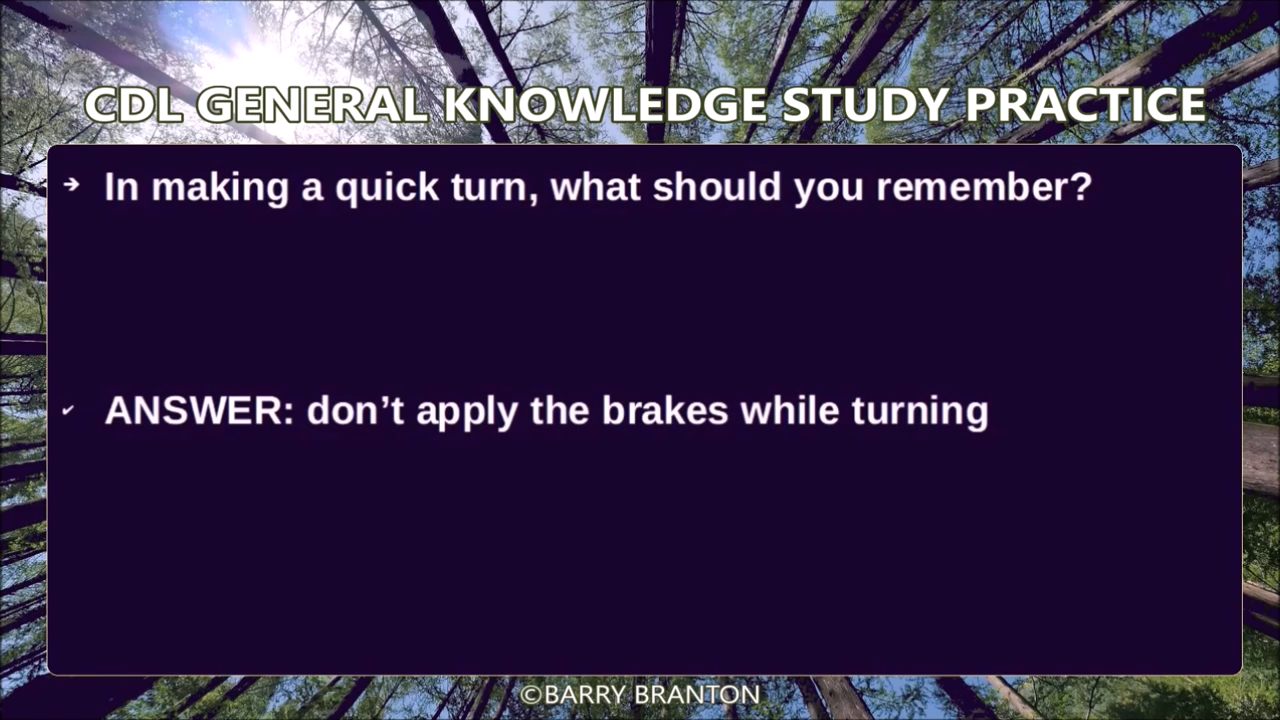 CDL GENERAL KNOWLEDGE STUDY PRACTICE
➔ In making a quick turn, what should you remember?
✓ ANSWER: don’t apply the brakes while turning
©BARRY BRANTON